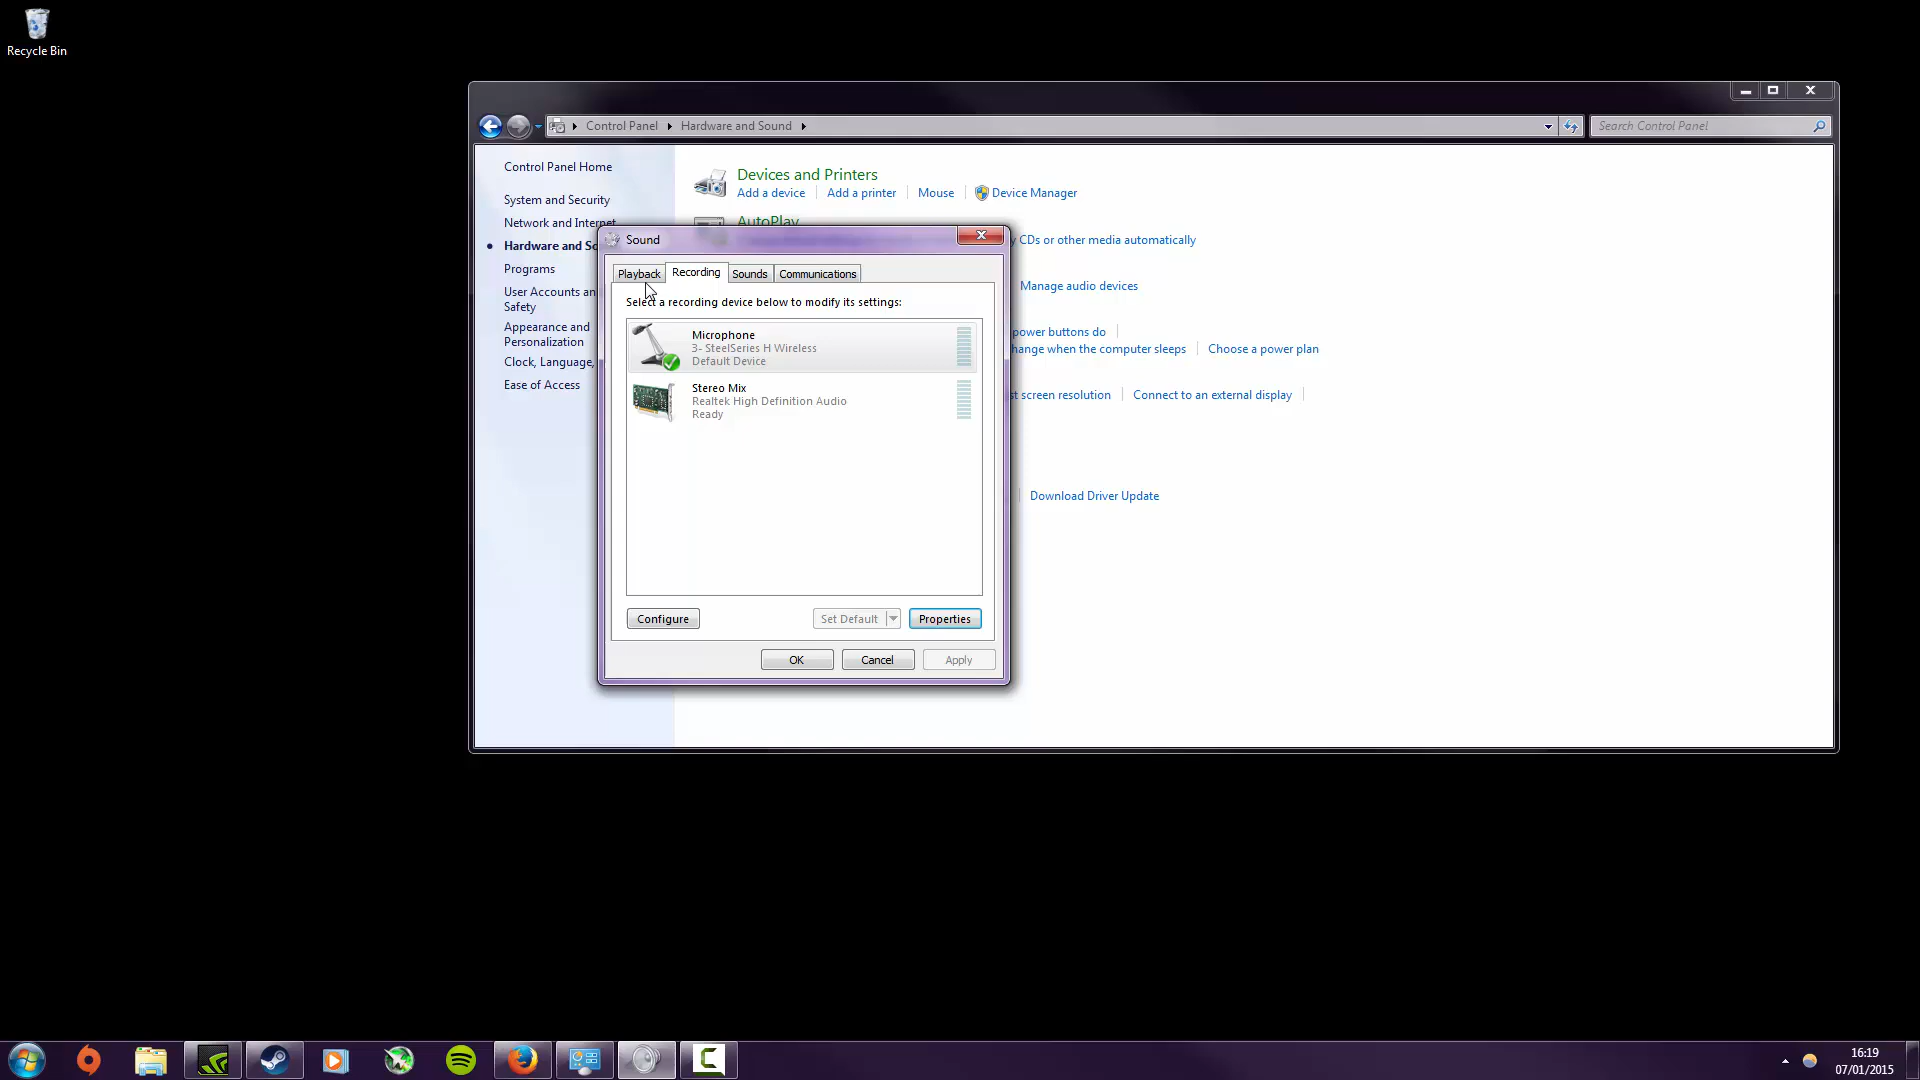 Recycle Bin
Control Panel
Hardware and Sound
Search Control Panel
Control Panel Home
System and Security
Network and Internet
Hardware and So
Programs
User Accounts an
Safety
Appearance and
Personalization
Clock, Language,
Ease of Access
Devices and Printers
Add a device
Add a printer
Mouse
Device Manager
AutoPlay
CDs or other media automatically
Manage audio devices
power buttons do
hange when the computer sleeps
Choose a power plan
st screen resolution
Connect to an external display
Download Driver Update
Sound
Playback
Recording
Sounds
Communications
Select a recording device below to modify its settings:
Microphone
3- SteelSeries H Wireless
Default Device
Stereo Mix
Realtek High Definition Audio
Ready
Configure
Set Default
Properties
OK
Cancel
Apply
16:19
07/01/2015